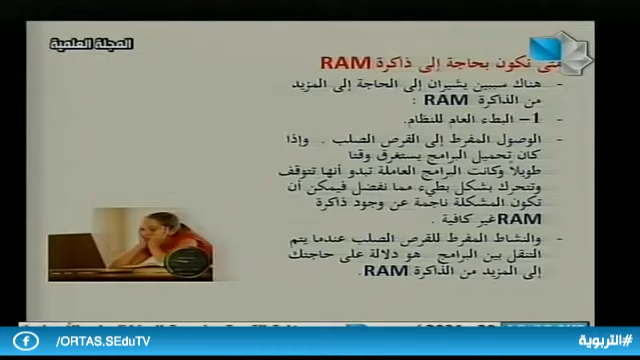 المجلة العلمية
متى نكون بحاجة إلى ذاكرة RAM
- هناك سببين يشيران إلى الحاجة إلى المزيد
من الذاكرة RAM :
- 1- البطء العام للنظام.
- الوصول المفرط إلى القرص الصلب . وإذا
كان تحميل البرامج يستغرق وقتا
طويلاً وكانت البرامج العاملة تبدو أنها تتوقف
وتتحرك بشكل بطيء مما نفضل فيمكن أن
تكون المشكلة ناجمة عن وجود ذاكرة
RAM غير كافية .
- والنشاط المفرط للقرص الصلب عندما يتم
التنقل بين البرامج هو دلالة على حاجتك
إلى المزيد من الذاكرة RAM.
/ORTAS.SEduTV
#التربوية